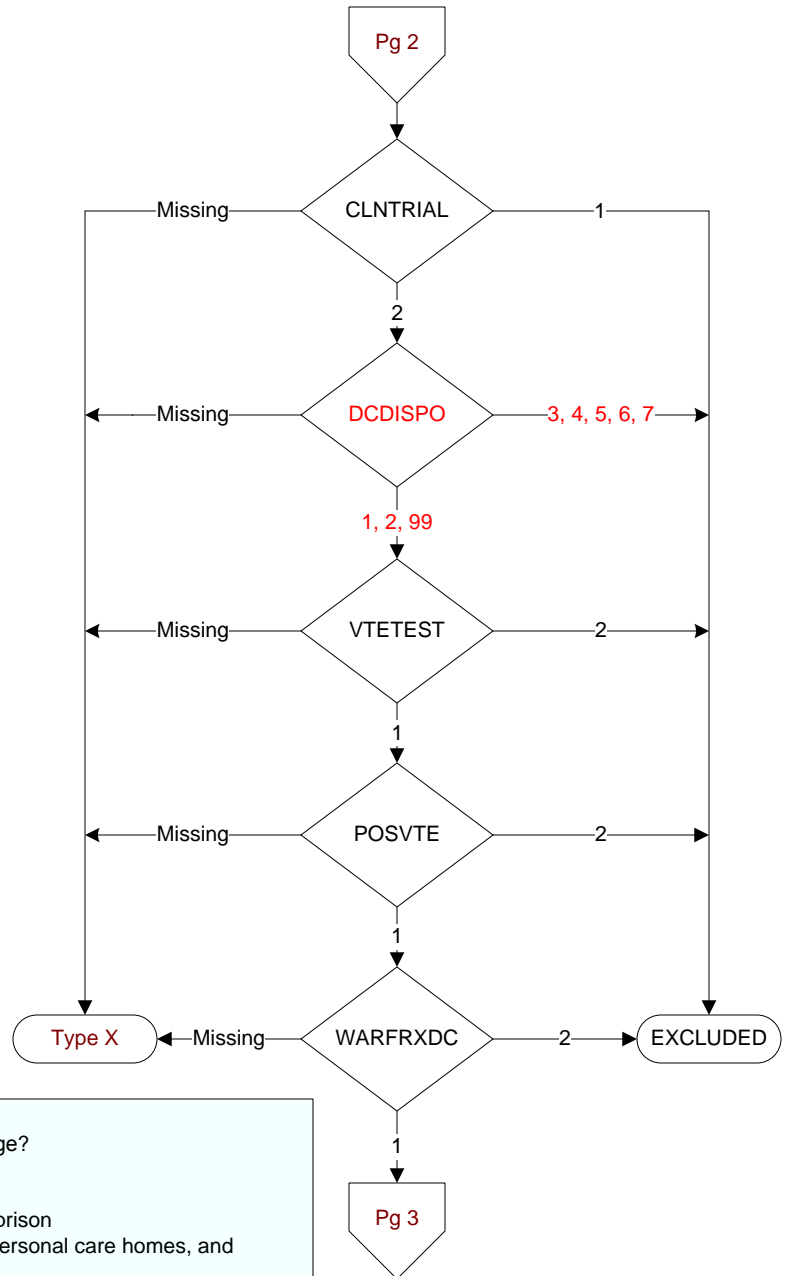 Pg 2
Missing
CLNTRIAL
1
2
Missing
DCDISPO
3, 4, 5, 6, 7
1, 2, 99
Missing
VTETEST
2
1
Missing
POSVTE
2
1
Type X
Missing
WARFRXDC
2
EXCLUDED
1
Pg 3
ge?
orison
ersonal care homes, and